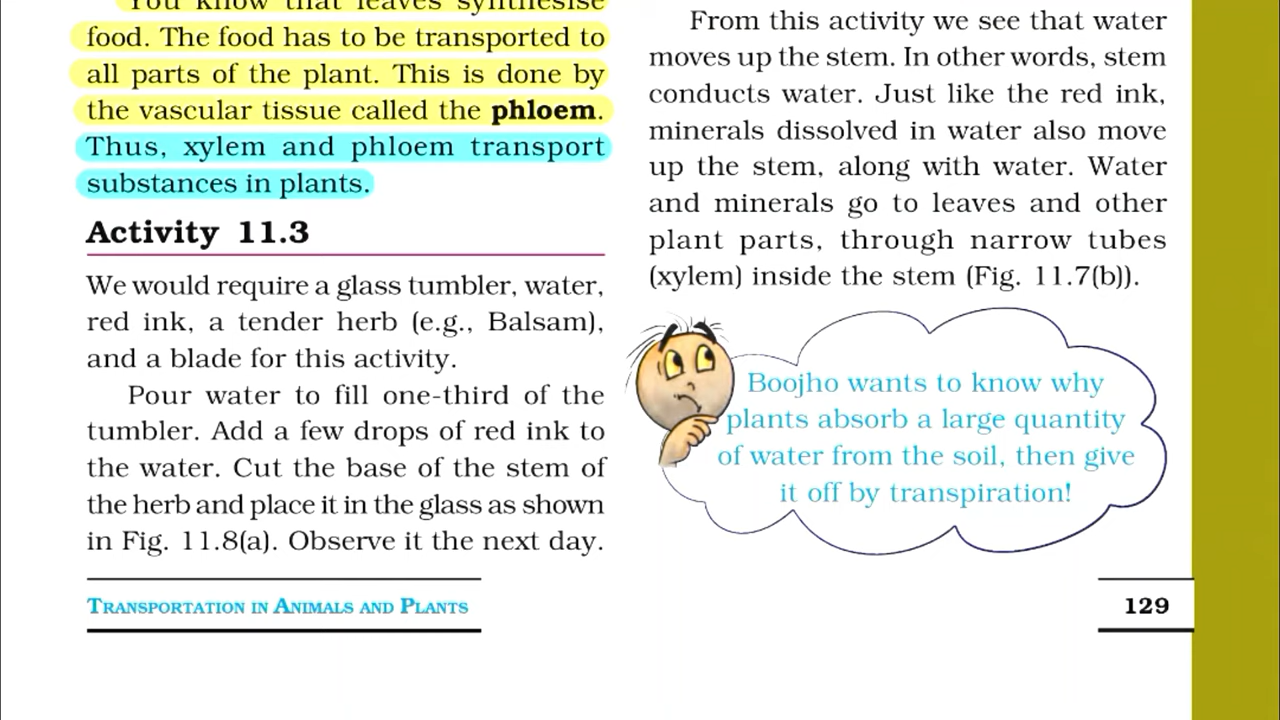 You know that leaves synthesise
food. The food has to be transported to
all parts of the plant. This is done by
the vascular tissue called the phloem.
Thus, xylem and phloem transport
substances in plants.
Activity 11.3
We would require a glass tumbler, water,
red ink, a tender herb (e.g., Balsam),
and a blade for this activity.
Pour water to fill one-third of the
tumbler. Add a few drops of red ink to
the water. Cut the base of the stem of
the herb and place it in the glass as shown
in Fig. 11.8(a). Observe it the next day.
From this activity we see that water
moves up the stem. In other words, stem
conducts water. Just like the red ink,
minerals dissolved in water also move
up the stem, along with water. Water
and minerals go to leaves and other
plant parts, through narrow tubes
(xylem) inside the stem (Fig. 11.7(b)).
Boojho wants to know why
plants absorb a large quantity
of water from the soil, then give
it off by transpiration!
TRANSPORTATION IN ANIMALS AND PLANTS
129